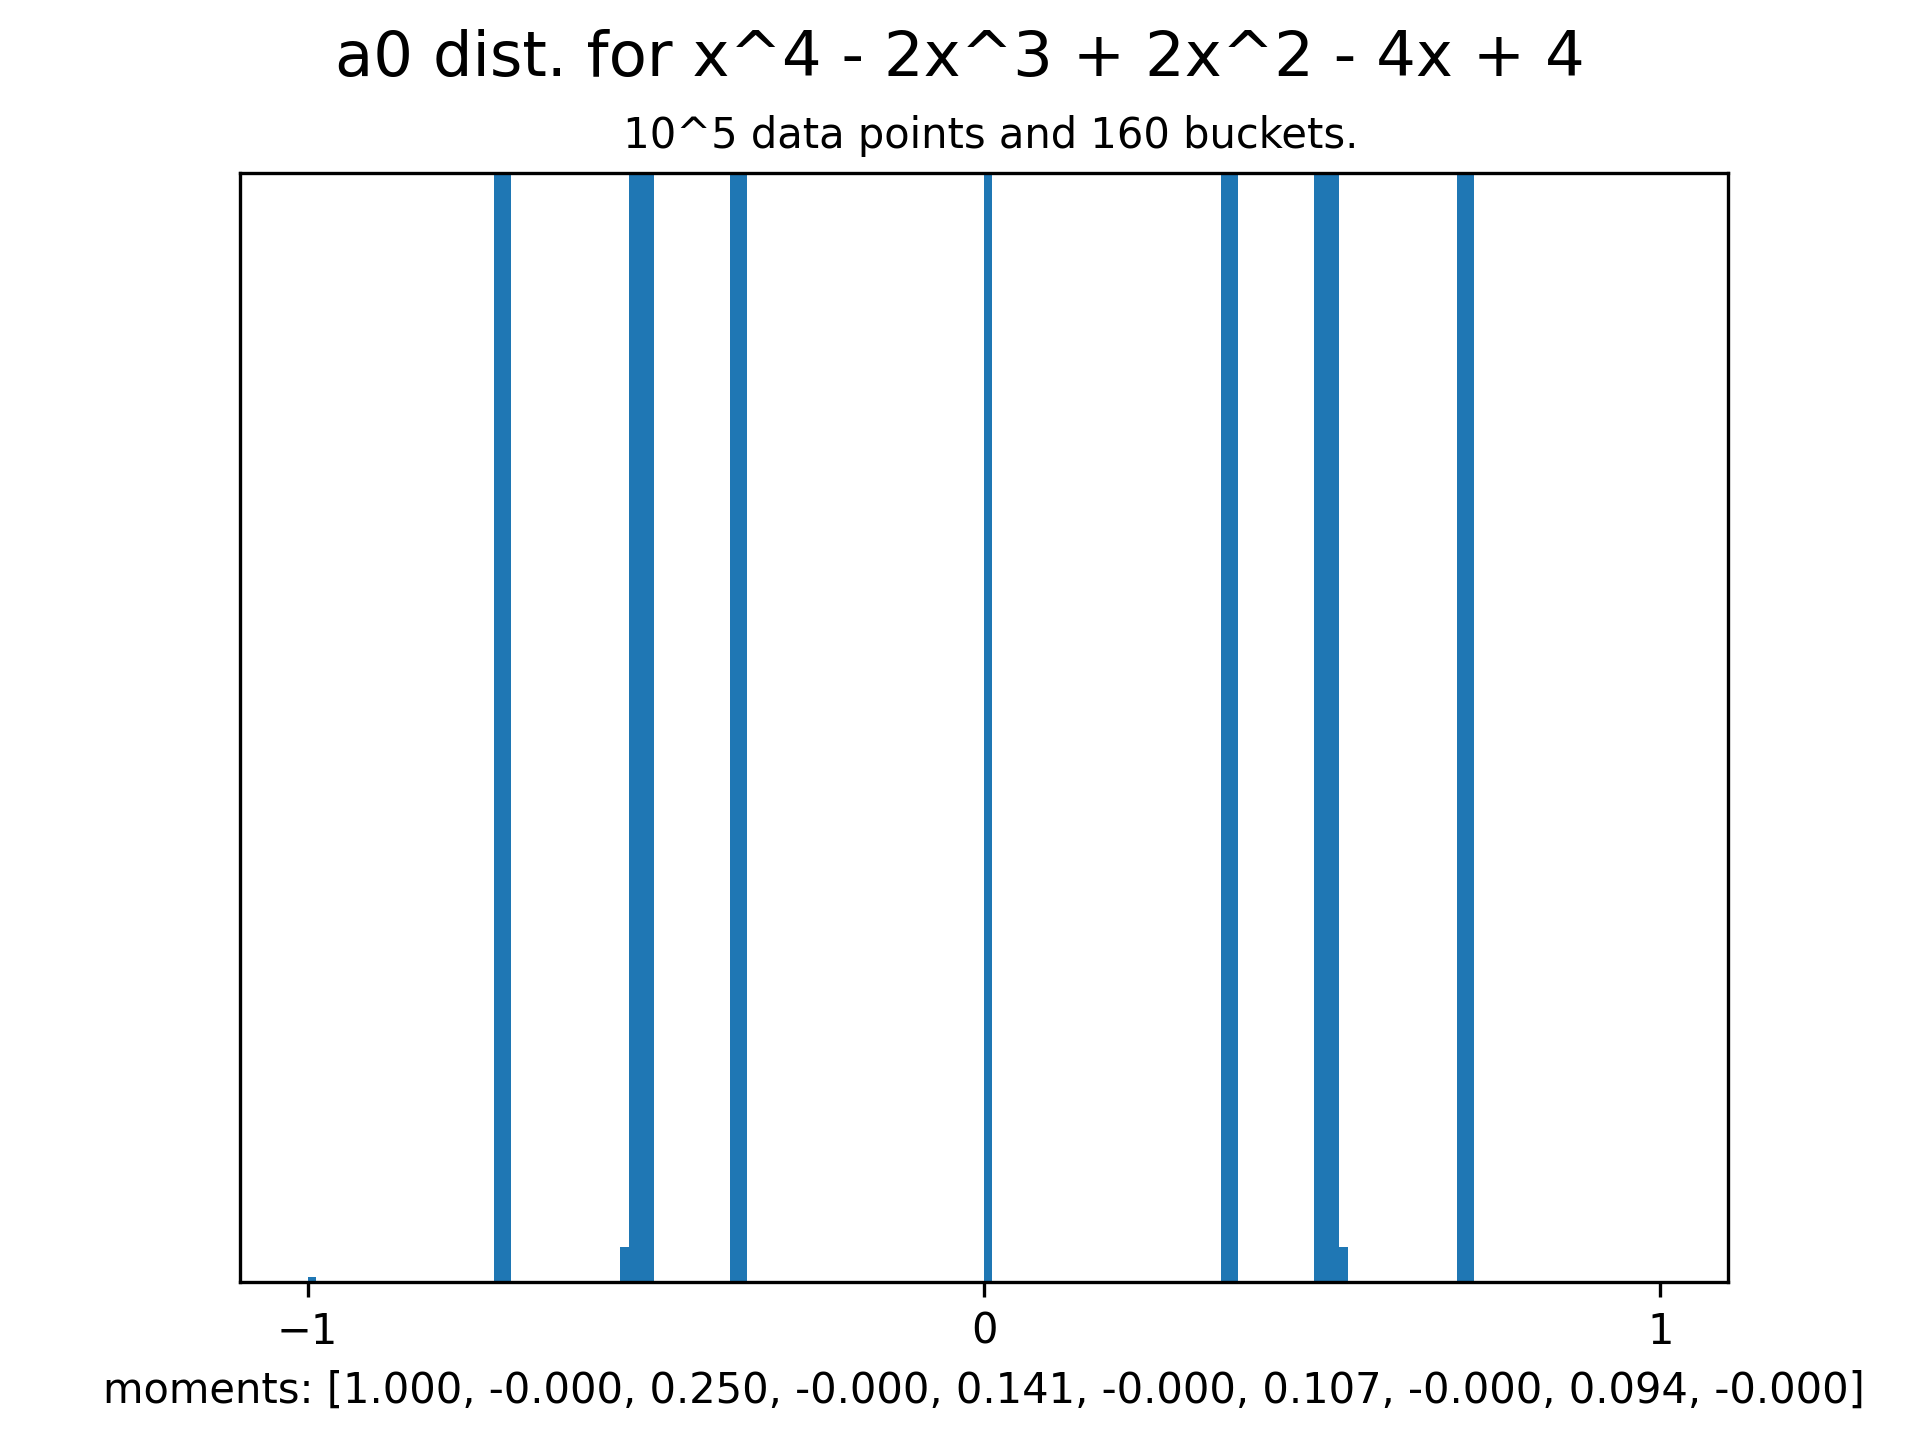 a0 dist. for x^4 - 2x^3 + 2x^2 - 4x + 4
10^5 data points and 160 buckets.
−1 0 1
moments: [1.000, -0.000, 0.250, -0.000, 0.141, -0.000, 0.107, -0.000, 0.094, -0.000]